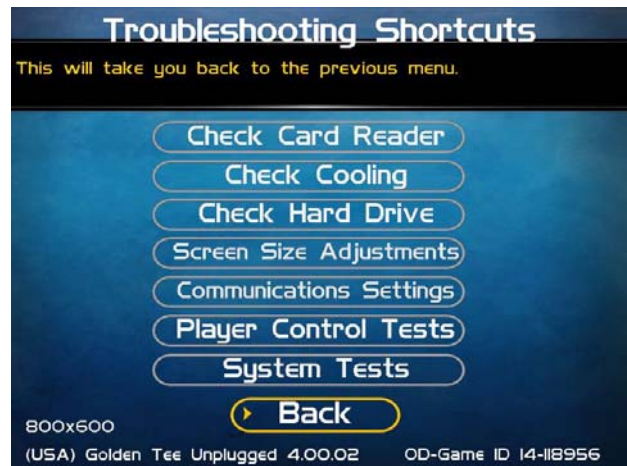 Troubleshooting Shortcuts
This will take you back to the previous menu.
Check Card Reader
Check Cooling
Check Hard Drive
Screen Size Adjustments
Communications Settings
Player Control Tests
System Tests
Back
800x600
(USA) Golden Tee Unplugged 4.00.02 OD-Game ID 14-118956